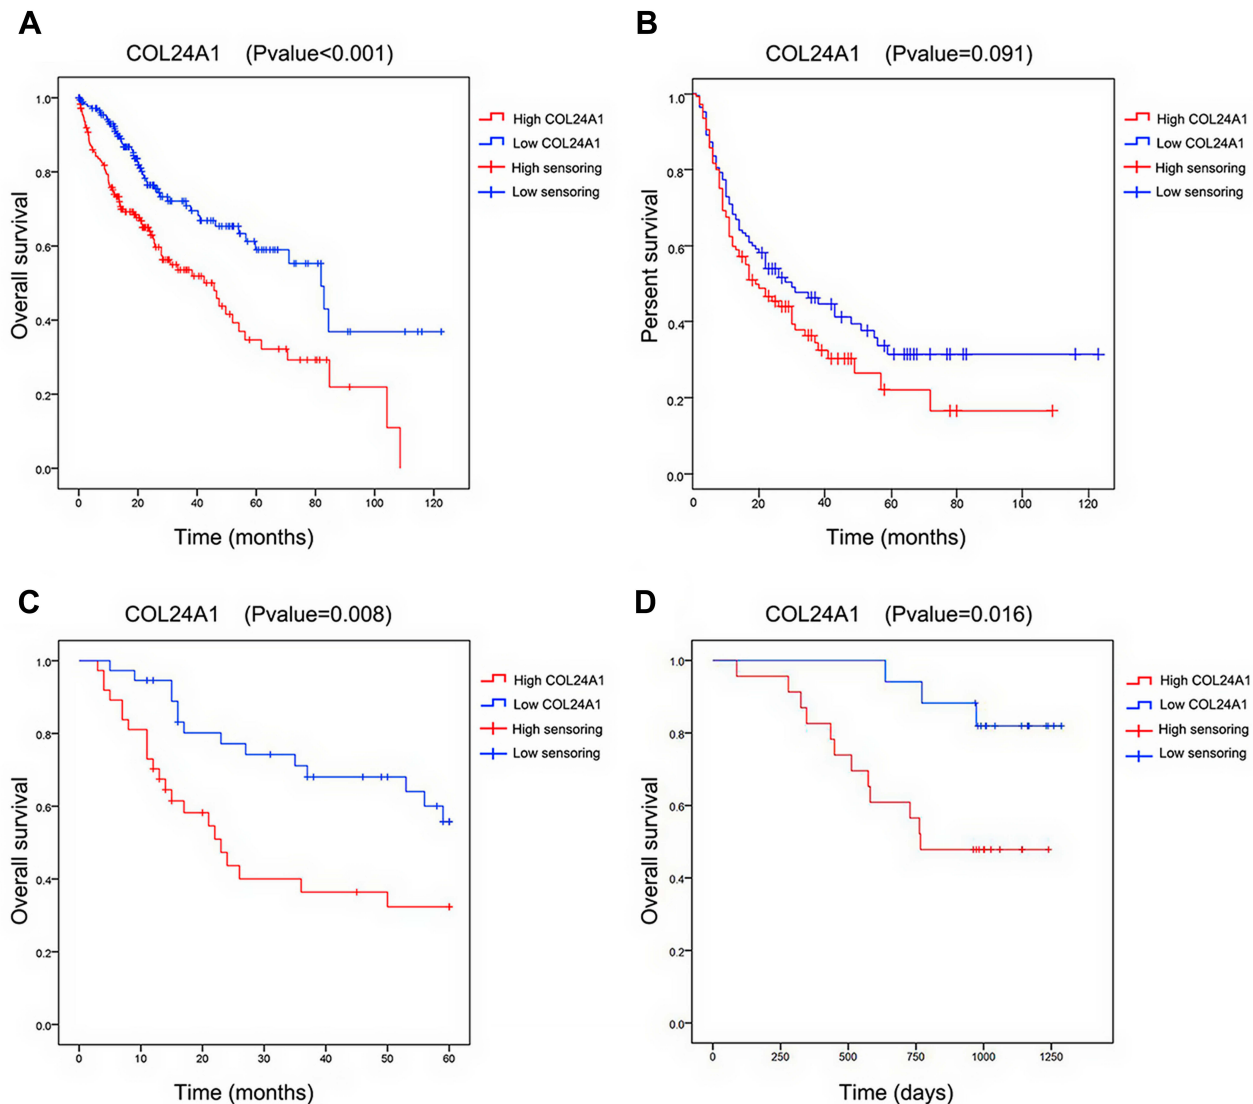 A
COL24A1 (Pvalue<0.001)
Overall survival
1.0
0.8
0.6
0.4
0.2
0.0
0 20 40 60 80 100 120
Time (months)
High COL24A1
Low COL24A1
High sensoring
Low sensoring
B
COL24A1 (Pvalue=0.091)
Persent survival
1.0
0.8
0.6
0.4
0.2
0.0
0 20 40 60 80 100 120
Time (months)
High COL24A1
Low COL24A1
High sensoring
Low sensoring
C
COL24A1 (Pvalue=0.008)
Overall survival
1.0
0.8
0.6
0.4
0.2
0.0
0 10 20 30 40 50 60
Time (months)
High COL24A1
Low COL24A1
High sensoring
Low sensoring
D
COL24A1 (Pvalue=0.016)
Overall survival
1.0
0.8
0.6
0.4
0.2
0.0
0 250 500 750 1000 1250
Time (days)
High COL24A1
Low COL24A1
High sensoring
Low sensoring